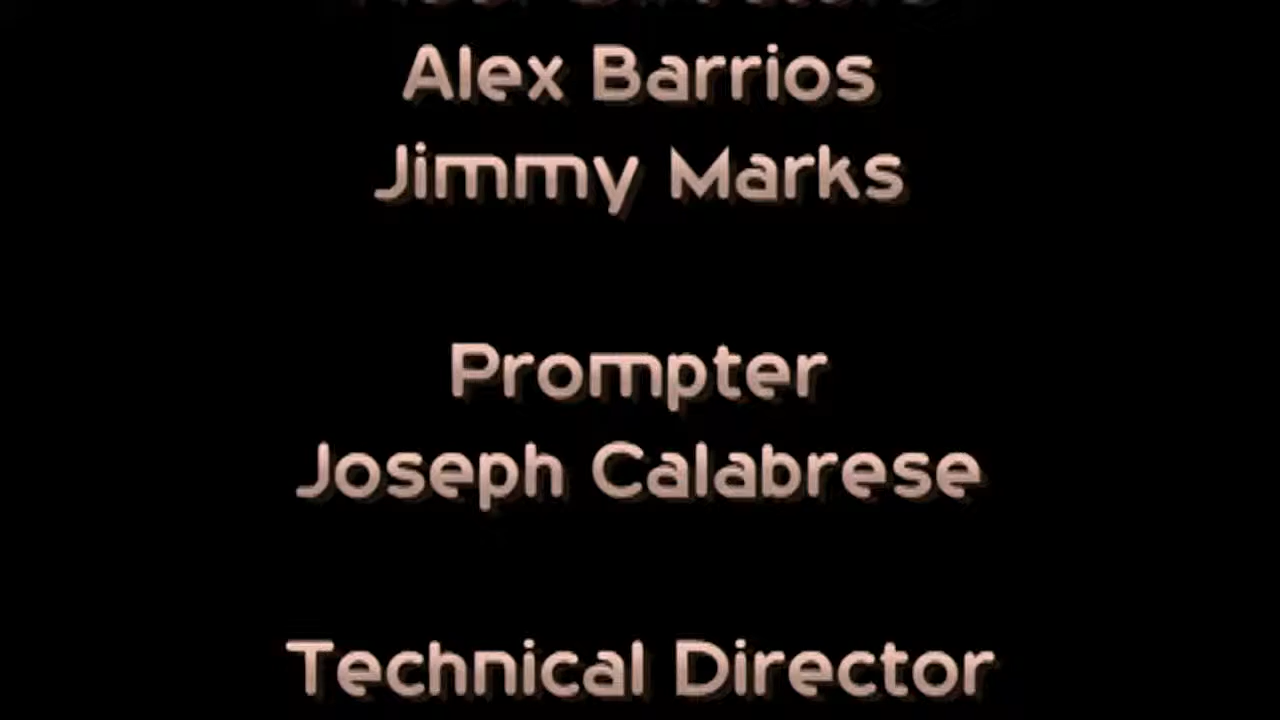 Alex Barrios
Jimmy Marks
Prompter
Joseph Calabrese
Technical Director